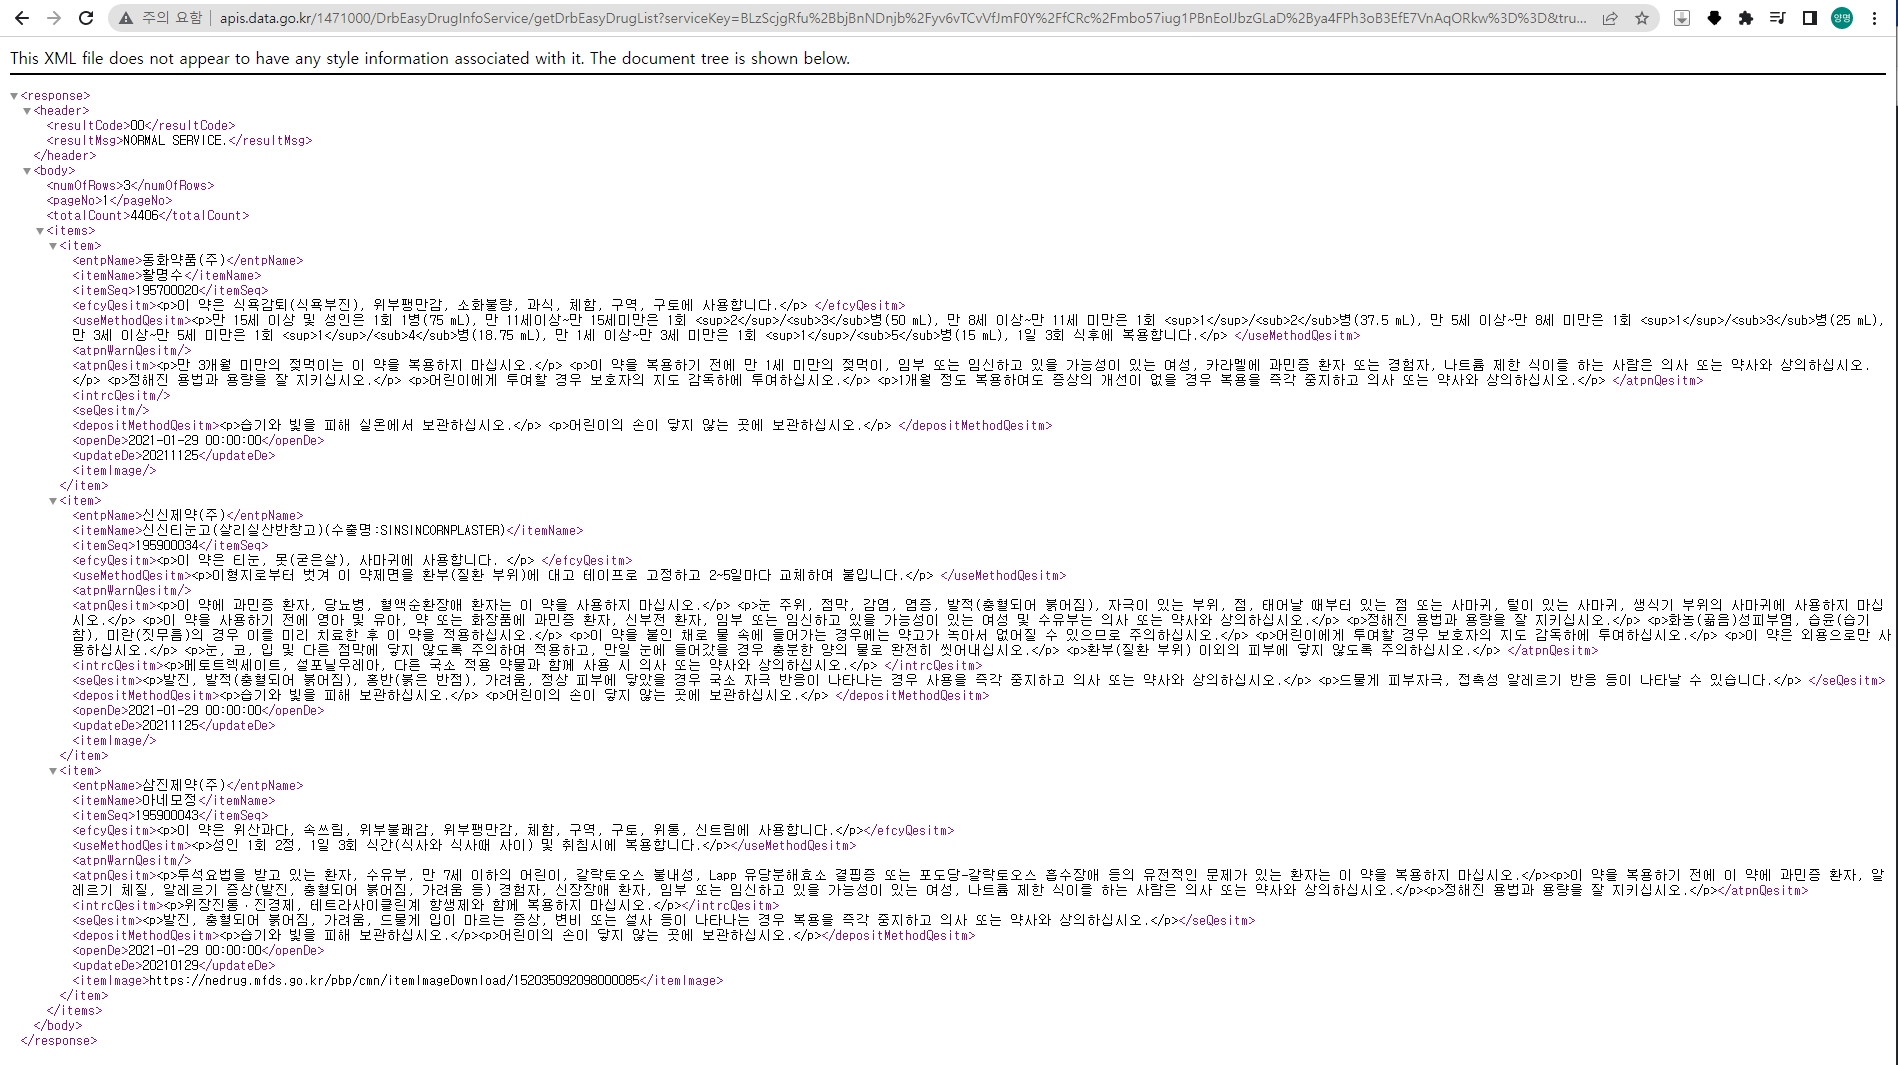 주의 요함 | apis.data.go.kr/1471000/DrbEasyDrugInfoService/getDrbEasyDrugList?serviceKey=BLzScjgRfu%2BbjBnNDnjb%2Fyv6vTCvVfJmF0Y%2FfCRc%2Fmbo57iug1PBnEoIJbzGLaD%2Bya4FPh3oB3EfE7VnAqORkw%3D%3D&tru...
양명
This XML file does not appear to have any style information associated with it. The document tree is shown below.
<response>
<header>
<resultCode>00</resultCode>
<resultMsg>NORMAL SERVICE.</resultMsg>
</header>
<body>
<numOfRows>3</numOfRows>
<pageNo>1</pageNo>
<totalCount>4406</totalCount>
<items>
<item>
<entpName>동화약품(주)</entpName>
<itemName>활명수</itemName>
<itemSeq>195700020</itemSeq>
<efcyQesitm><p>이 약은 식욕감퇴(식욕부진), 위부팽만감, 소화불량, 과식, 체함, 구역, 구토에 사용합니다.</p> </efcyQesitm>
<useMethodQesitm><p>만 15세 이상 및 성인은 1회 1병(75 mL), 만 11세이상~만 15세미만은 1회 <sup>2</sup>/<sub>3</sub>병(50 mL), 만 8세 이상~만 11세 미만은 1회 <sup>1</sup>/<sub>2</sub>병(37.5 mL), 만 5세 이상~만 8세 미만은 1회 <sup>1</sup>/<sub>3</sub>병(25 mL),
만 3세 이상~만 5세 미만은 1회 <sup>1</sup>/<sub>4</sub>병(18.75 mL), 만 1세 이상~만 3세 미만은 1회 <sup>1</sup>/<sub>5</sub>병(15 mL), 1일 3회 식후에 복용합니다.</p> </useMethodQesitm>
<atpnWarnQesitm/>
<atpnQesitm><p>만 3개월 미만의 젖먹이는 이 약을 복용하지 마십시오.</p> <p>이 약을 복용하기 전에 만 1세 미만의 젖먹이, 임부 또는 임신하고 있을 가능성이 있는 여성, 카라멜에 과민증 환자 또는 경험자, 나트륨 제한 식이를 하는 사람은 의사 또는 약사와 상의하십시오.
</p> <p>정해진 용법과 용량을 잘 지키십시오.</p> <p>어린이에게 투여할 경우 보호자의 지도 감독하에 투여하십시오.</p> <p>1개월 정도 복용하여도 증상의 개선이 없을 경우 복용을 즉각 중지하고 의사 또는 약사와 상의하십시오.</p> </atpnQesitm>
<intrcQesitm/>
<seQesitm/>
<depositMethodQesitm><p>습기와 빛을 피해 실온에서 보관하십시오.</p> <p>어린이의 손이 닿지 않는 곳에 보관하십시오.</p> </depositMethodQesitm>
<openDe>2021-01-29 00:00:00</openDe>
<updateDe>20211125</updateDe>
<itemImage/>
</item>
<item>
<entpName>신신제약(주)</entpName>
<itemName>신신티눈고(살리실산반창고)(수출명:SINSINCORNPLASTER)</itemName>
<itemSeq>195900034</itemSeq>
<efcyQesitm><p>이 약은 티눈, 못(굳은살), 사마귀에 사용합니다. </p> </efcyQesitm>
<useMethodQesitm><p>이형지로부터 벗겨 이 약제면을 환부(질환 부위)에 대고 테이프로 고정하고 2~5일마다 교체하여 붙입니다.</p> </useMethodQesitm>
<atpnWarnQesitm/>
<atpnQesitm><p>이 약에 과민증 환자, 당뇨병, 혈액순환장애 환자는 이 약을 사용하지 마십시오.</p> <p>눈 주위, 점막, 감염, 염증, 발적(충혈되어 붉어짐), 자극이 있는 부위, 점, 태어날 때부터 있는 점 또는 사마귀, 털이 있는 사마귀, 생식기 부위의 사마귀에 사용하지 마십
시오.</p> <p>이 약을 사용하기 전에 영아 및 유아, 약 또는 화장품에 과민증 환자, 신부전 환자, 임부 또는 임신하고 있을 가능성이 있는 여성 및 수유부는 의사 또는 약사와 상의하십시오.</p> <p>정해진 용법과 용량을 잘 지키십시오.</p> <p>화농(곪음)성피부염, 습윤(습기
참), 미란(짓무름)의 경우 이를 미리 치료한 후 이 약을 적용하십시오.</p> <p>이 약을 붙인 채로 물 속에 들어가는 경우에는 약고가 녹아서 없어질 수 있으므로 주의하십시오.</p> <p>어린이에게 투여할 경우 보호자의 지도 감독하에 투여하십시오.</p> <p>이 약은 외용으로만 사
용하십시오.</p> <p>눈, 코, 입 및 다른 점막에 닿지 않도록 주의하여 적용하고, 만일 눈에 들어갔을 경우 충분한 양의 물로 완전히 씻어내십시오.</p> <p>환부(질환 부위) 이외의 피부에 닿지 않도록 주의하십시오.</p> </atpnQesitm>
<intrcQesitm><p>메토트렉세이트, 설포닐우레아, 다른 국소 적용 약물과 함께 사용 시 의사 또는 약사와 상의하십시오.</p> </intrcQesitm>
<seQesitm><p>발진, 발적(충혈되어 붉어짐), 홍반(붉은 반점), 가려움, 정상 피부에 닿았을 경우 국소 자극 반응이 나타나는 경우 사용을 즉각 중지하고 의사 또는 약사와 상의하십시오.</p> <p>드물게 피부자극, 접촉성 알레르기 반응 등이 나타날 수 있습니다.</p> </seQesitm>
<depositMethodQesitm><p>습기와 빛을 피해 보관하십시오.</p> <p>어린이의 손이 닿지 않는 곳에 보관하십시오.</p> </depositMethodQesitm>
<openDe>2021-01-29 00:00:00</openDe>
<updateDe>20211125</updateDe>
<itemImage/>
</item>
<item>
<entpName>삼진제약(주)</entpName>
<itemName>아네모정</itemName>
<itemSeq>195900043</itemSeq>
<efcyQesitm><p>이 약은 위산과다, 속쓰림, 위부불쾌감, 위부팽만감, 체함, 구역, 구토, 위통, 신트림에 사용합니다.</p></efcyQesitm>
<useMethodQesitm><p>성인 1회 2정, 1일 3회 식간(식사와 식사때 사이) 및 취침시에 복용합니다.</p></useMethodQesitm>
<atpnWarnQesitm/>
<atpnQesitm><p>투석요법을 받고 있는 환자, 수유부, 만 7세 이하의 어린이, 갈락토오스 불내성, Lapp 유당분해효소 결핍증 또는 포도당-갈락토오스 흡수장애 등의 유전적인 문제가 있는 환자는 이 약을 복용하지 마십시오.</p><p>이 약을 복용하기 전에 이 약에 과민증 환자, 알
레르기 체질, 알레르기 증상(발진, 충혈되어 붉어짐, 가려움 등) 경험자, 신장장애 환자, 임부 또는 임신하고 있을 가능성이 있는 여성, 나트륨 제한 식이를 하는 사람은 의사 또는 약사와 상의하십시오.</p><p>정해진 용법과 용량을 잘 지키십시오.</p></atpnQesitm>
<intrcQesitm><p>위장진통·진경제, 테트라사이클린계 항생제와 함께 복용하지 마십시오.</p></intrcQesitm>
<seQesitm><p>발진, 충혈되어 붉어짐, 가려움, 드물게 입이 마르는 증상, 변비 또는 설사 등이 나타나는 경우 복용을 즉각 중지하고 의사 또는 약사와 상의하십시오.</p></seQesitm>
<depositMethodQesitm><p>습기와 빛을 피해 보관하십시오.</p><p>어린이의 손이 닿지 않는 곳에 보관하십시오.</p></depositMethodQesitm>
<openDe>2021-01-29 00:00:00</openDe>
<updateDe>20210129</updateDe>
<itemImage>https://nedrug.mfds.go.kr/pbp/cmn/itemImageDownload/152035092098000085</itemImage>
</item>
</items>
</body>
</response>